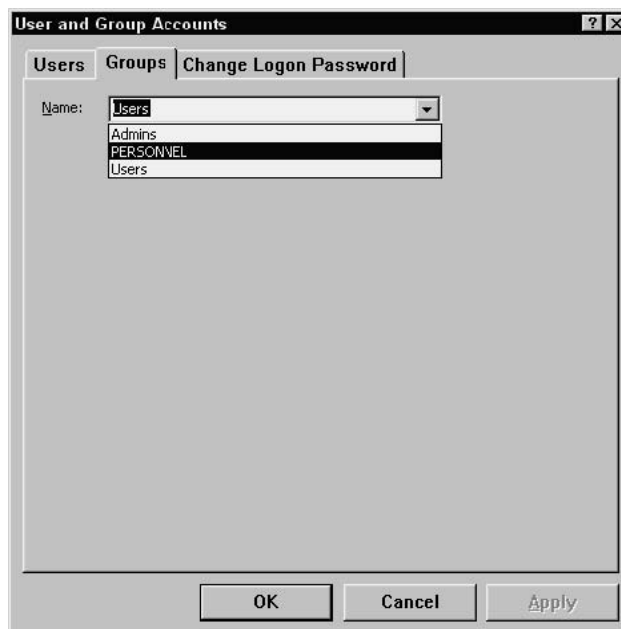 User and Group Accounts
Users Groups Change Logon Password
Name: Users
Admins
PERSONNEL
Users
OK Cancel Apply